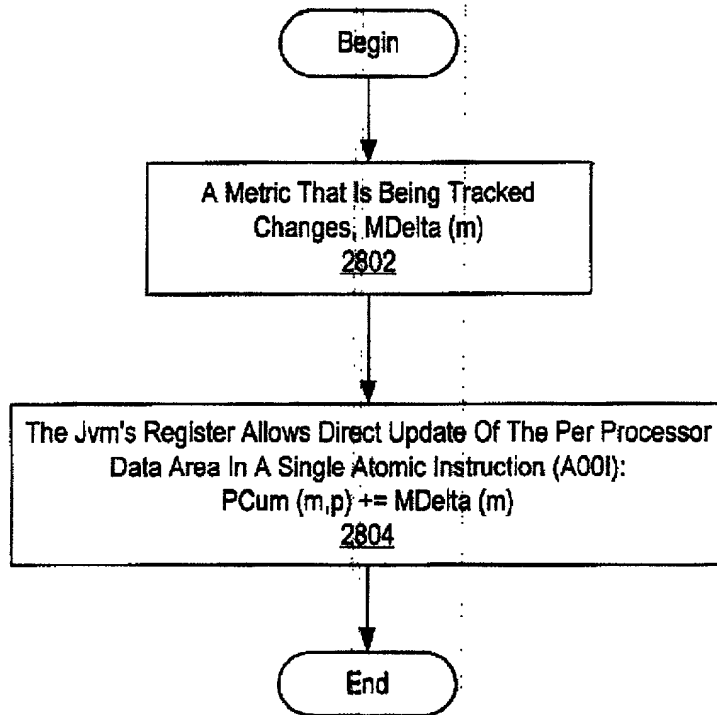 Begin
A Metric That Is Being Tracked
Changes, MDelta (m)
2802
The Jvm's Register Allows Direct Update Of The Per Processor
Data Area In A Single Atomic Instruction (A00I):
PCum (m,p) += MDelta (m)
2804
End